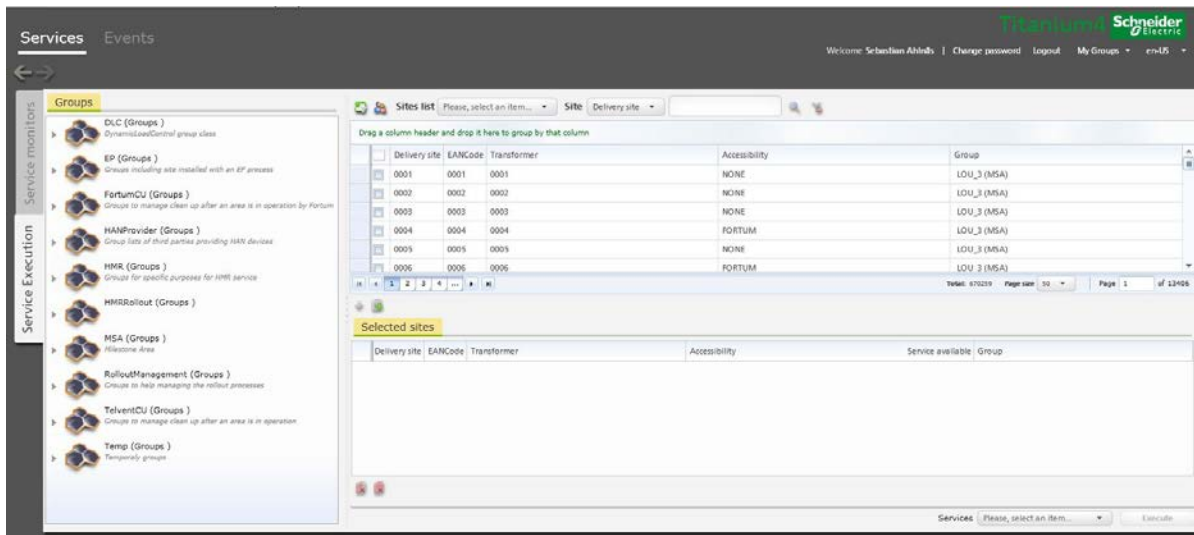 Services Events
Titanium4 Schneider Electric
Welcome Sebastian | Change password Logout My Groups en-US
Service monitors
Service Execution
Groups
DLC (Groups )
DynamicLoadControl group class
EP (Groups )
Groups including site installed with an EP process
FortumCU (Groups )
Groups to manage clean up after an area is in operation by Fortum
HANProvider (Groups )
Group lists of third parties providing HAN devices
HMR (Groups )
Groups for specific purposes for HMR service
HMRRollout (Groups )
MSA (Groups )
Milestone Area
RolloutManagement (Groups )
Groups to help managing the rollout processes
TelventCU (Groups )
Groups to manage clean up after an area is in operation
Temp (Groups )
Temporely groups
Sites list Please, select an item... Site Delivery site
Drag a column header and drop it here to group by that column
Delivery site EANCode Transformer Accessibility Group
0001 0001 0001 NONE LOU_3 (MSA)
0002 0002 0002 NONE LOU_3 (MSA)
0003 0003 0003 NONE LOU_3 (MSA)
0004 0004 0004 FORTUM LOU_3 (MSA)
0005 0005 0005 NONE LOU_3 (MSA)
0006 0006 0006 FORTUM LOU_3 (MSA)
1 2 3 4 ... Total: 670259 Page size 50 Page 1 of 13406
Selected sites
Delivery site EANCode Transformer Accessibility Service available Group
Services Please, select an item... Execute